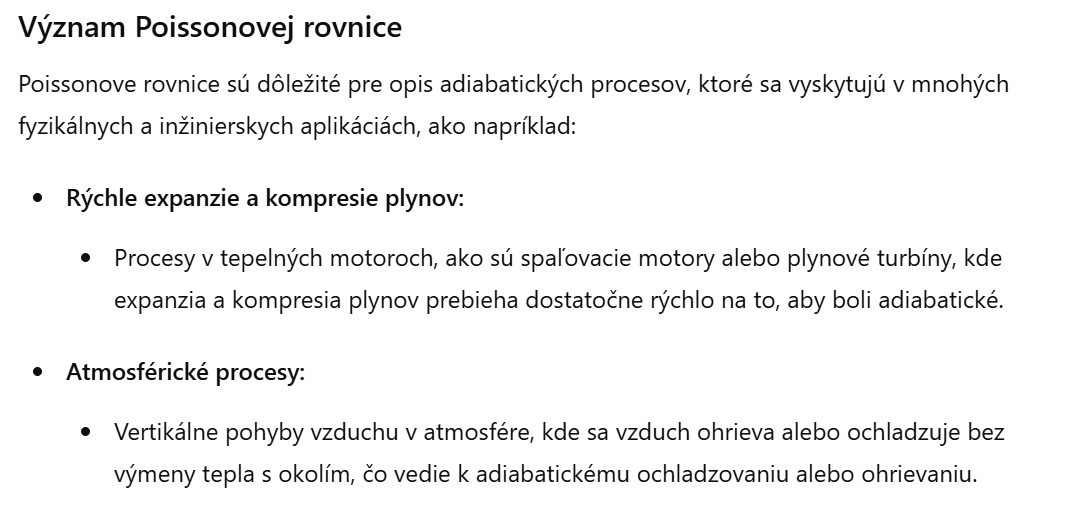 Význam Poissonovej rovnice
Poissonove rovnice sú dôležité pre opis adiabatických procesov, ktoré sa vyskytujú v mnohých
fyzikálnych a inžinierskych aplikáciách, ako napríklad:
• Rýchle expanzie a kompresie plynov:
• Procesy v tepelných motoroch, ako sú spaľovacie motory alebo plynové turbíny, kde
expanzia a kompresia plynov prebieha dostatočne rýchlo na to, aby boli adiabatické.
• Atmosférické procesy:
• Vertikálne pohyby vzduchu v atmosfére, kde sa vzduch ohrieva alebo ochladzuje bez
výmeny tepla s okolím, čo vedie k adiabatickému ochladzovaniu alebo ohrievaniu.